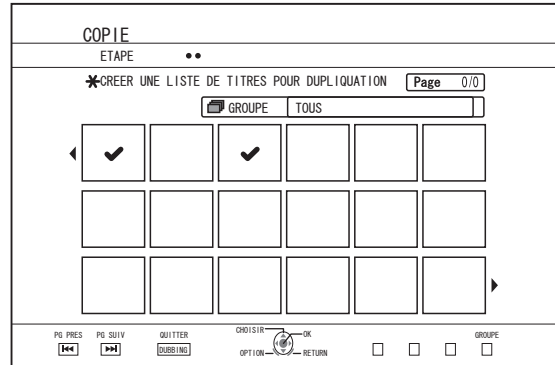 COPIE
ETAPE
CREER UNE LISTE DE TITRES POUR DUPLIQUATION
Page 0/0
GROUPE TOUS
PG PRES PG SUIV QUITTER CHOISIR OK GROUPE
DUBBING OPTION RETURN